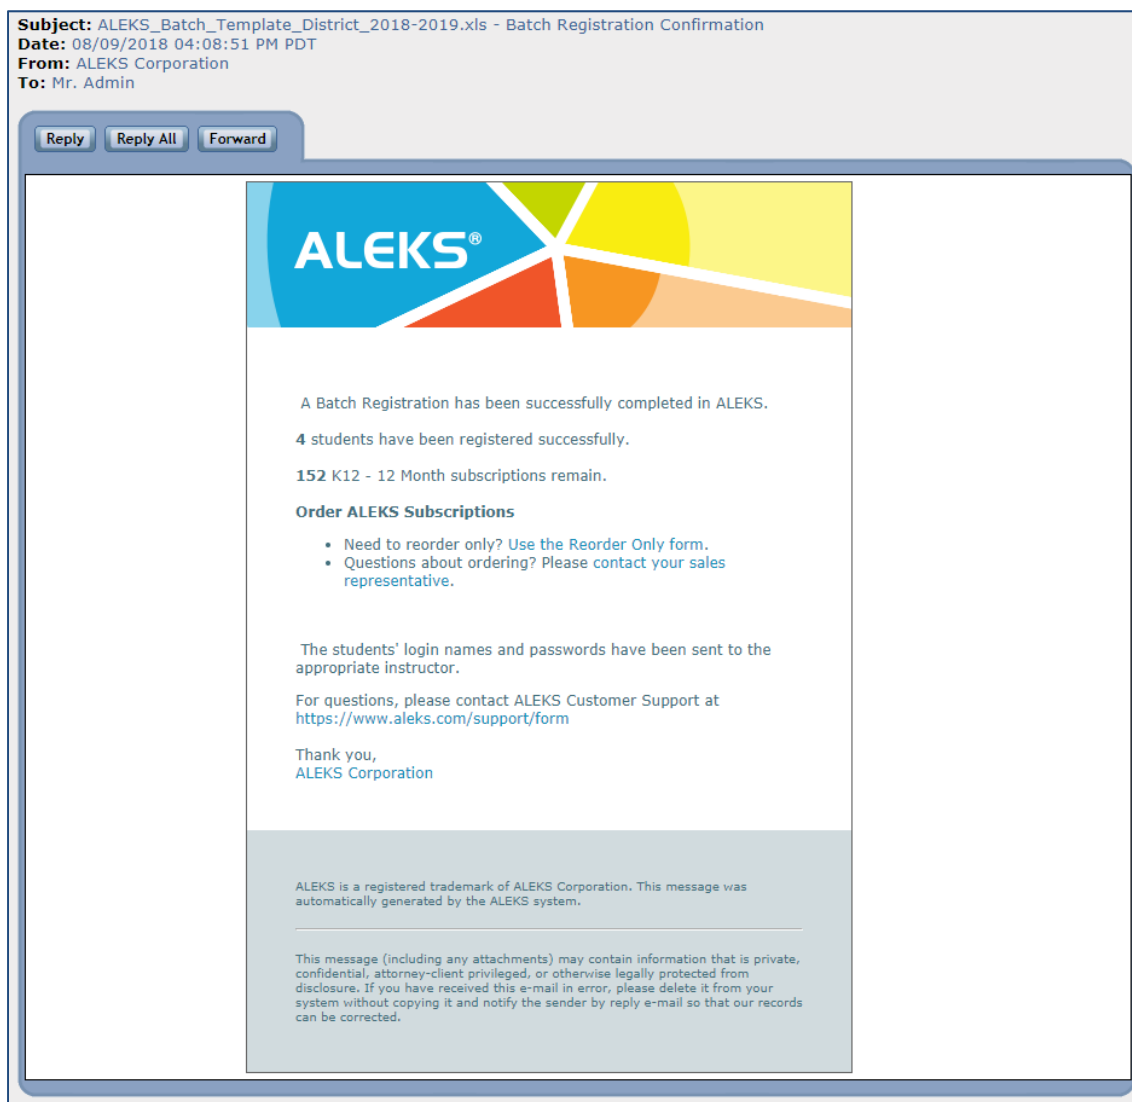 Subject: ALEKS_Batch_Template_District_2018-2019.xls - Batch Registration Confirmation
Date: 08/09/2018 04:08:51 PM PDT
From: ALEKS Corporation
To: Mr. Admin
Reply Reply All Forward
ALEKS®
A Batch Registration has been successfully completed in ALEKS.
4 students have been registered successfully.
152 K12 - 12 Month subscriptions remain.
Order ALEKS Subscriptions
• Need to reorder only? Use the Reorder Only form.
• Questions about ordering? Please contact your sales
representative.
The students' login names and passwords have been sent to the
appropriate instructor.
For questions, please contact ALEKS Customer Support at
https://www.aleks.com/support/form
Thank you,
ALEKS Corporation
ALEKS is a registered trademark of ALEKS Corporation. This message was
automatically generated by the ALEKS system.
This message (including any attachments) may contain information that is private,
confidential, attorney-client privileged, or otherwise legally protected from
disclosure. If you have received this e-mail in error, please delete it from your
system without copying it and notify the sender by reply e-mail so that our records
can be corrected.